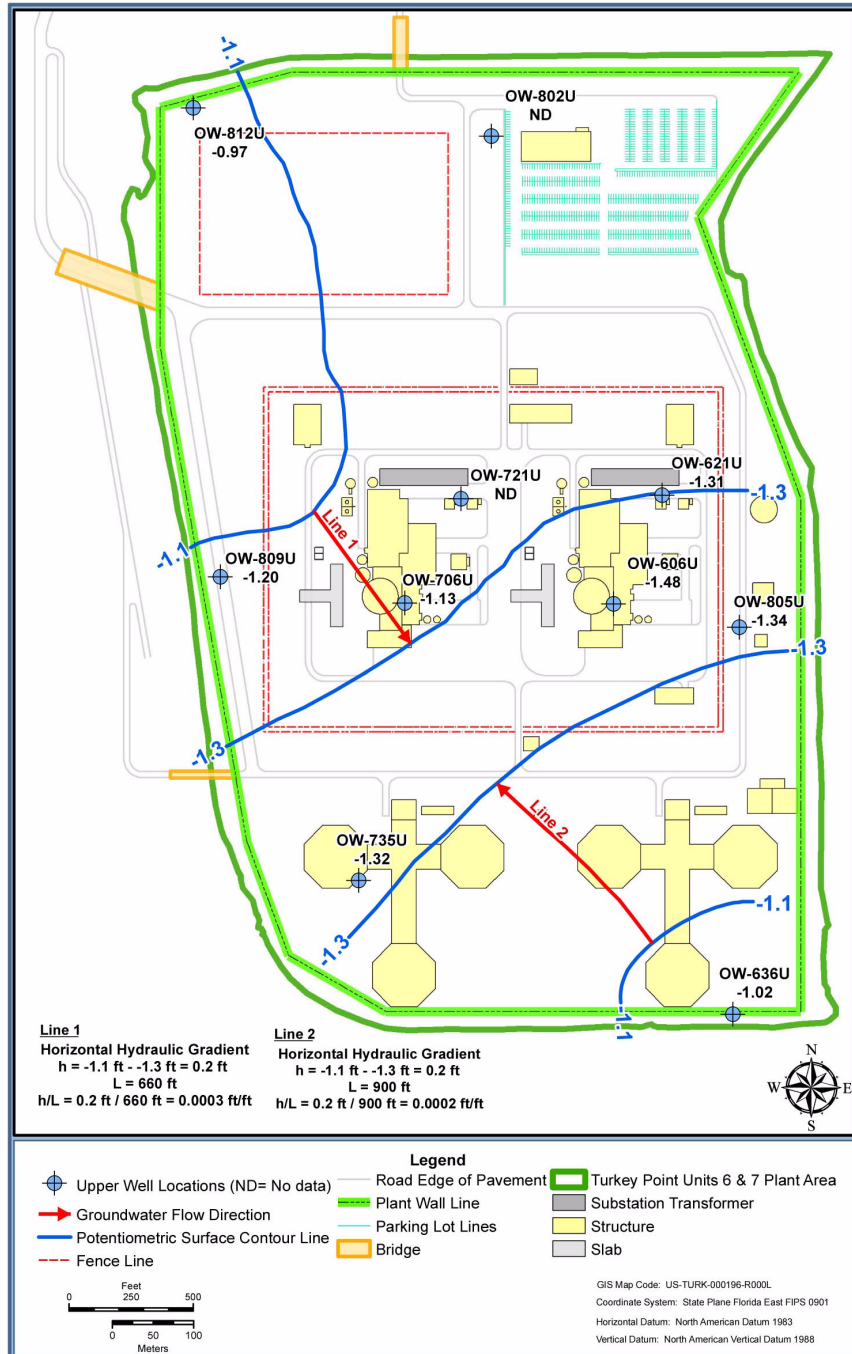 -1.1
OW-802U
ND
OW-812U
-0.97
OW-721U
ND
OW-621U
-1.31
-1.3
Line 1
-1.1
OW-809U
-1.20
OW-706U
-1.13
OW-606U
-1.48
OW-805U
-1.34
-1.3
-1.3
Line 2
OW-735U
-1.32
-1.1
-1.3
OW-636U
-1.02
-1.1
Line 1
Horizontal Hydraulic Gradient
h = -1.1 ft - -1.3 ft = 0.2 ft
L = 660 ft
h/L = 0.2 ft / 660 ft = 0.0003 ft/ft
Line 2
Horizontal Hydraulic Gradient
h = -1.1 ft - -1.3 ft = 0.2 ft
L = 900 ft
h/L = 0.2 ft / 900 ft = 0.0002 ft/ft
N
W
E
S
Legend
Upper Well Locations (ND= No data)
Groundwater Flow Direction
Potentiometric Surface Contour Line
Fence Line
Road Edge of Pavement
Plant Wall Line
Parking Lot Lines
Bridge
Turkey Point Units 6 & 7 Plant Area
Substation Transformer
Structure
Slab
Feet
0 250 500
0 50 100
Meters
GIS Map Code: US-TURK-000196-R000L
Coordinate System: State Plane Florida East FIPS 0901
Horizontal Datum: North American Datum 1983
Vertical Datum: North American Vertical Datum 1988